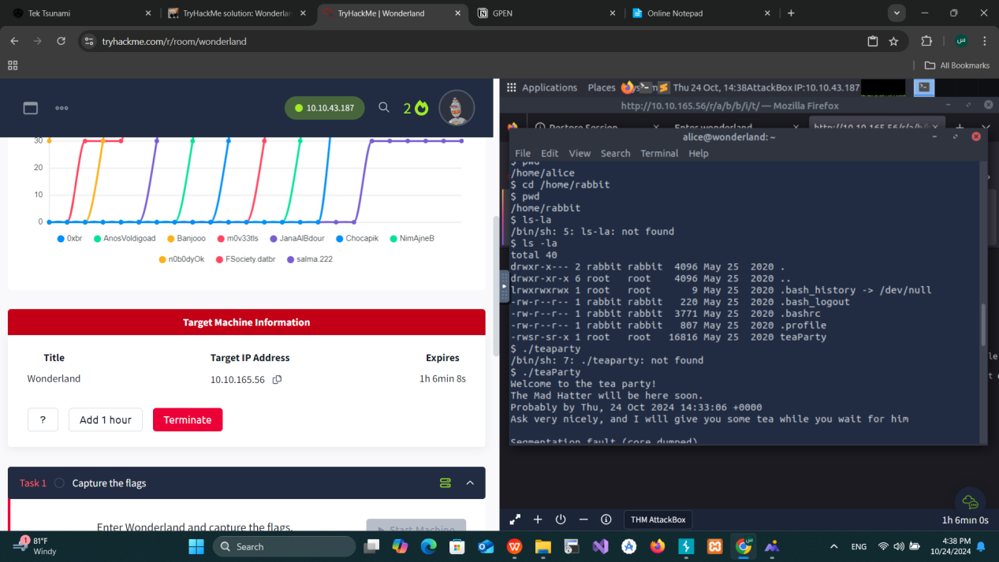 Tek Tsunami
TryHackMe solution: Wonderlan
TryHackMe | Wonderland
GPEN
Online Notepad
tryhackme.com/r/room/wonderland
س
All Bookmarks
10.10.43.187
2
30
20
10
0
0xbr
AnosVoldigoad
Banjooo
m0v33tls
JanaAlBdour
Chocapik
NimAjneB
n0b0dyOk
FSociety.datbr
salma.222
Target Machine Information
Title
Target IP Address
Expires
Wonderland
10.10.165.56
1h 6min 8s
?
Add 1 hour
Terminate
Task 1
Capture the flags
Enter Wonderland and capture the flags.
Start Machine
Applications
Places
Thu 24 Oct, 14:38
AttackBox IP:10.10.43.187
http://10.10.165.56/r/a/b/b/i/t/ — Mozilla Firefox
Restore Session
Enter wonderland
http://10.10.165.56/r/a/b/
alice@wonderland: ~
File Edit View Search Terminal Help
$ pwd
/home/alice
$ cd /home/rabbit
$ pwd
/home/rabbit
$ ls-la
/bin/sh: 5: ls-la: not found
$ ls -la
total 40
drwxr-x--- 2 rabbit rabbit  4096 May 25  2020 .
drwxr-xr-x 6 root   root    4096 May 25  2020 ..
lrwxrwxrwx 1 root   root       9 May 25  2020 .bash_history -> /dev/null
-rw-r--r-- 1 rabbit rabbit   220 May 25  2020 .bash_logout
-rw-r--r-- 1 rabbit rabbit  3771 May 25  2020 .bashrc
-rw-r--r-- 1 rabbit rabbit   807 May 25  2020 .profile
-rwsr-sr-x 1 root   root   16816 May 25  2020 teaParty
$ ./teaparty
/bin/sh: 7: ./teaparty: not found
$ ./teaParty
Welcome to the tea party!
The Mad Hatter will be here soon.
Probably by Thu, 24 Oct 2024 14:33:06 +0000
Ask very nicely, and I will give you some tea while you wait for him
Segmentation fault (core dumped)
THM AttackBox
1h 6min 0s
1
81°F
Windy
Search
ENG
4:38 PM
10/24/2024